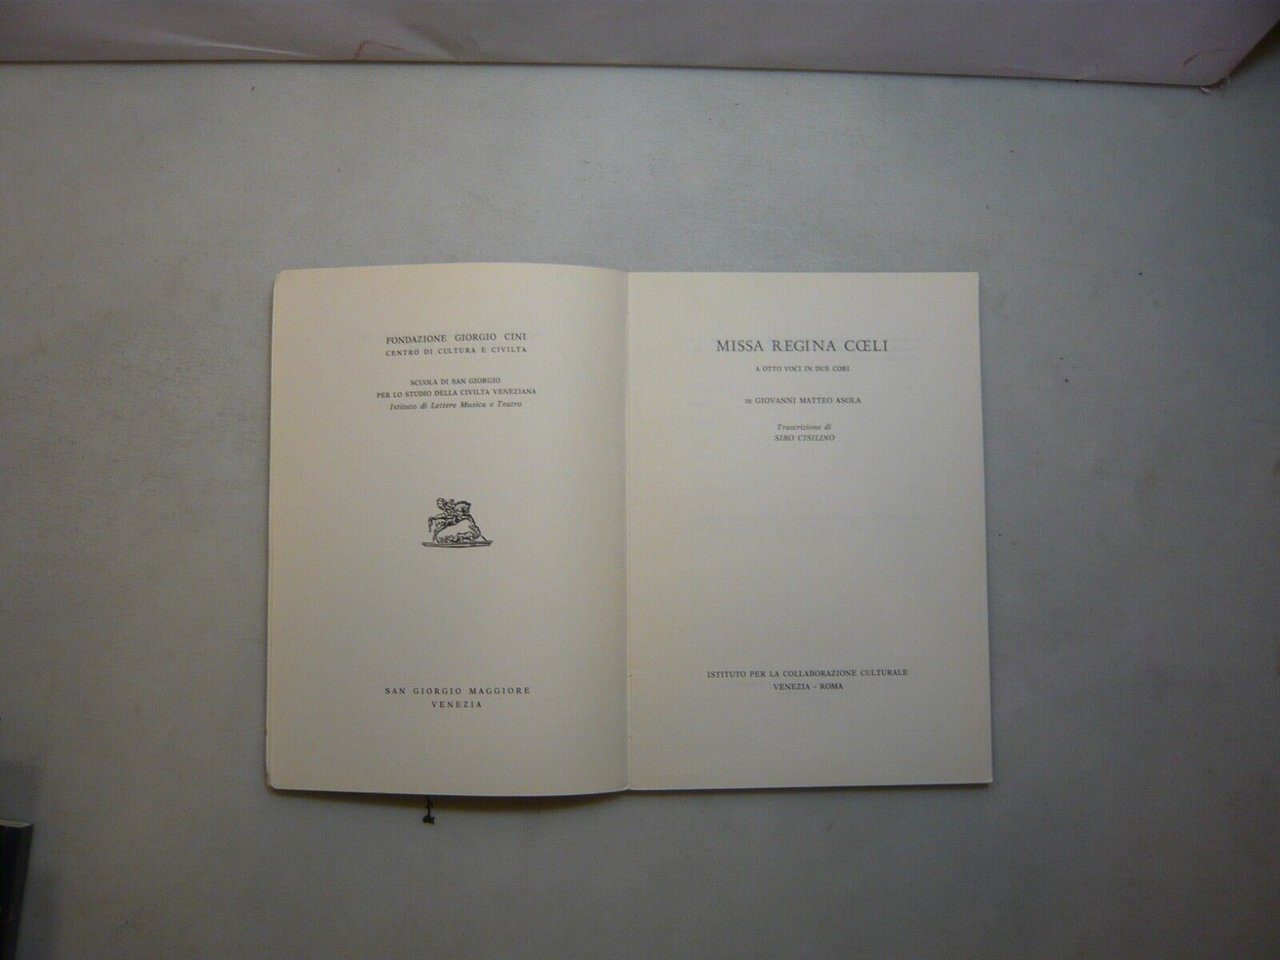 FONDAZIONE GIORGIO CINI
CENTRO DI CULTURA E CIVILTA
SCUOLA DI SAN GIORGIO
PER LO STUDIO DELLA CIVILTA VENEZIANA
Istituto di Lettere Musica e Teatro
SAN GIORGIO MAGGIORE
VENEZIA
MISSA REGINA CŒLI
A OTTO VOCI IN DUE CORI
DI GIOVANNI MATTEO ASOLA
Trascrizione di
SIRO CISILINO
ISTITUTO PER LA COLLABORAZIONE CULTURALE
VENEZIA - ROMA